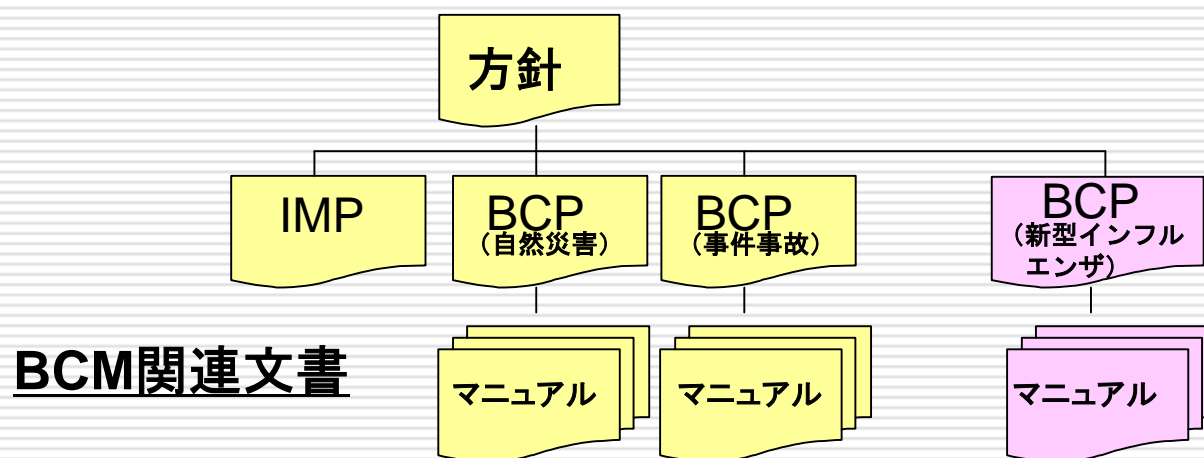 方針
IMP
BCP
(自然災害)
BCP
(事件事故)
BCP
(新型インフル
エンザ)
BCM関連文書
マニュアル
マニュアル
マニュアル